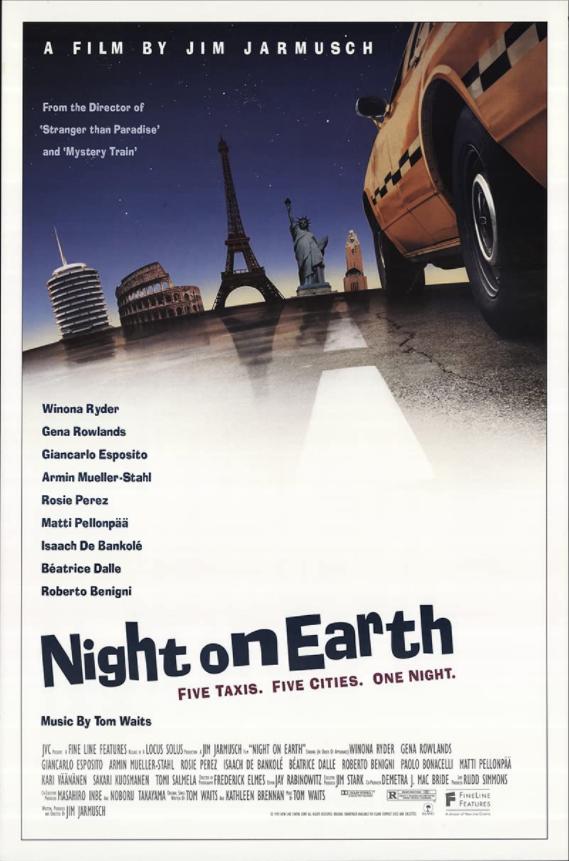 A FILM BY JIM JARMUSCH
From the Director of
'Stranger than Paradise'
and 'Mystery Train'
Winona Ryder
Gena Rowlands
Giancarlo Esposito
Armin Mueller-Stahl
Rosie Perez
Matti Pellonpää
Isaach De Bankolé
Béatrice Dalle
Roberto Benigni
Night on Earth
FIVE TAXIS. FIVE CITIES. ONE NIGHT.
Music By Tom Waits
JVC FINE LINE FEATURES LOCUS SOLUS JIM JARMUSCH "NIGHT ON EARTH" WINONA RYDER GENA ROWLANDS
GIANCARLO ESPOSITO ARMIN MUELLER-STAHL ROSIE PEREZ ISAACH DE BANKOLÉ BÉATRICE DALLE ROBERTO BENIGNI PAOLO BONACELLI MATTI PELLONPÄÄ
KARI VÄÄNÄNEN SAKARI KUOSMANEN TOMI SALMELA FREDERICK ELMES JAY RABINOWITZ JIM STARK DEMETRA J. MAC BRIDE RUDD SIMMONS
MASAHIRO INBE AND NOBORU TAKAYAMA TOM WAITS AND KATHLEEN BRENNAN TOM WAITS
JIM JARMUSCH
R
FINELINE
FEATURES